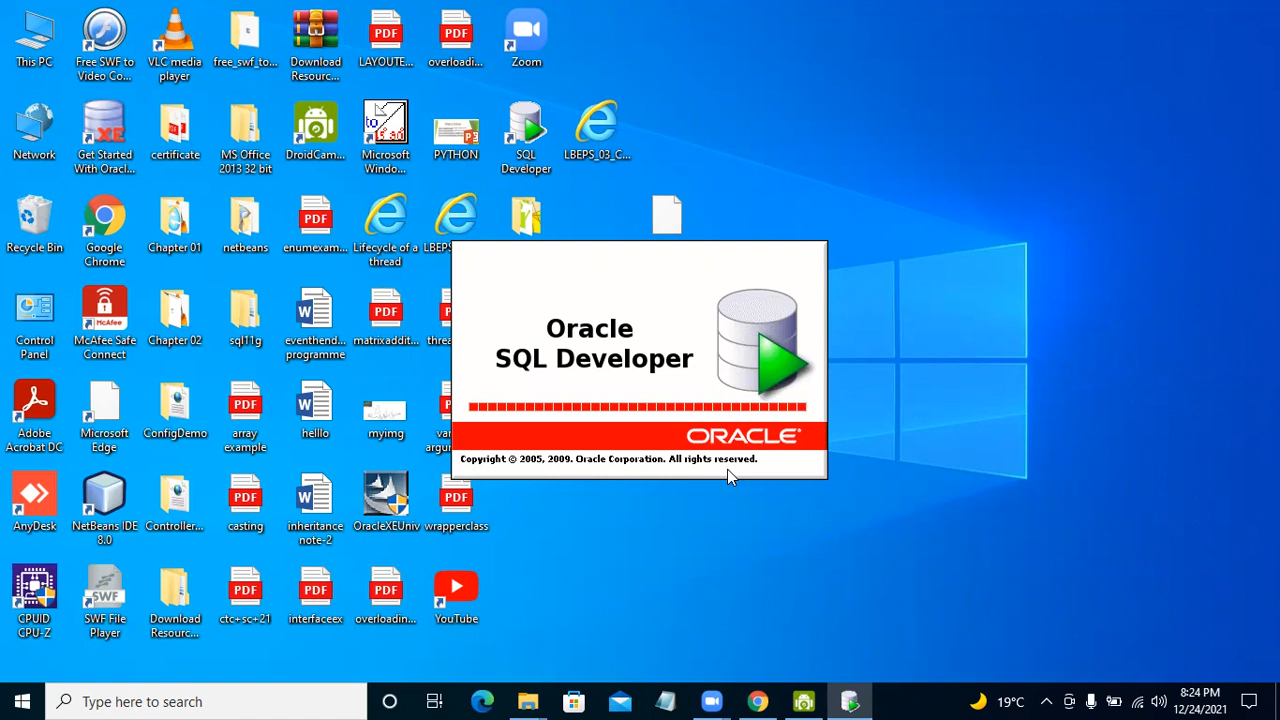 This PC
Free SWF to
Video Co...
VLC media
player
free_swf_to...
Download
Resourc...
PDF
LAYOUTE...
PDF
overloadi...
Zoom
Network
XE
Get Started
With Oracl...
certificate
MS Office
2013 32 bit
DroidCam...
Microsoft
Windo...
PYTHON
SQL
Developer
LBEPS_03_C...
Recycle Bin
Google
Chrome
Chapter 01
netbeans
PDF
enumexam...
Lifecycle of a
thread
Control
Panel
McAfee
McAfee Safe
Connect
Chapter 02
sql11g
eventhend...
programme
PDF
matrixaddit...
Oracle
SQL Developer
ORACLE
Copyright © 2005, 2009. Oracle Corporation. All rights reserved.
Adobe
Acrobat DC
Microsoft
Edge
ConfigDemo
PDF
array
example
helllo
myimg
AnyDesk
NetBeans IDE
8.0
Controller...
PDF
casting
inheritance
note-2
OracleXEUniv
PDF
wrapperclass
CPUID
CPU-Z
SWF
SWF File
Player
Download
Resourc...
PDF
ctc+sc+21
PDF
interfaceex
PDF
overloadin...
YouTube
Type here to search
19°C
8:24 PM
12/24/2021